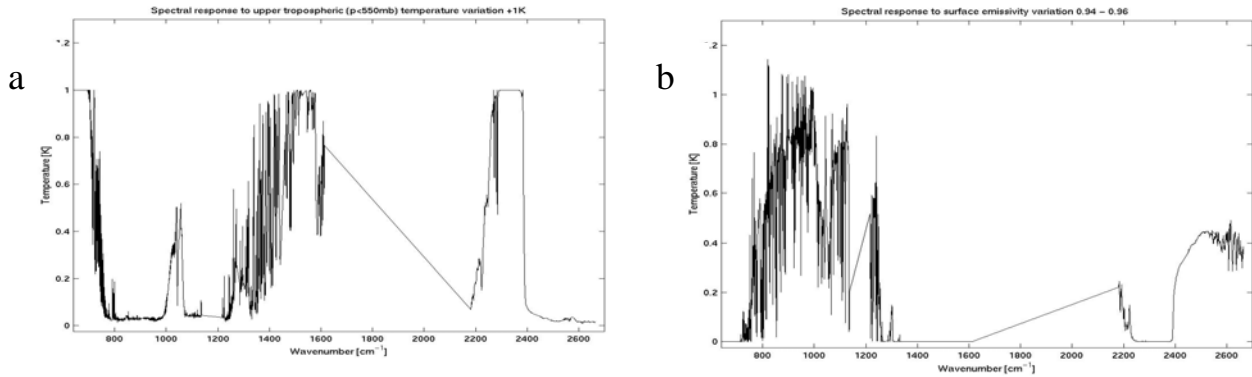 Spectral response to upper tropospheric (p<550mb) temperature variation +1K
a
.2
1
0.8
0.6
0.4
0.2
0
Temperature [K]
800 1000 1200 1400 1600 1800 2000 2200 2400 2600
Wavenumber [cm⁻¹]
Spectral response to surface emissivity variation 0.94 – 0.96
b
.2
1
0.8
0.6
0.4
0.2
0
Temperature [K]
800 1000 1200 1400 1600 1800 2000 2200 2400 2600
Wavenumber [cm⁻¹]